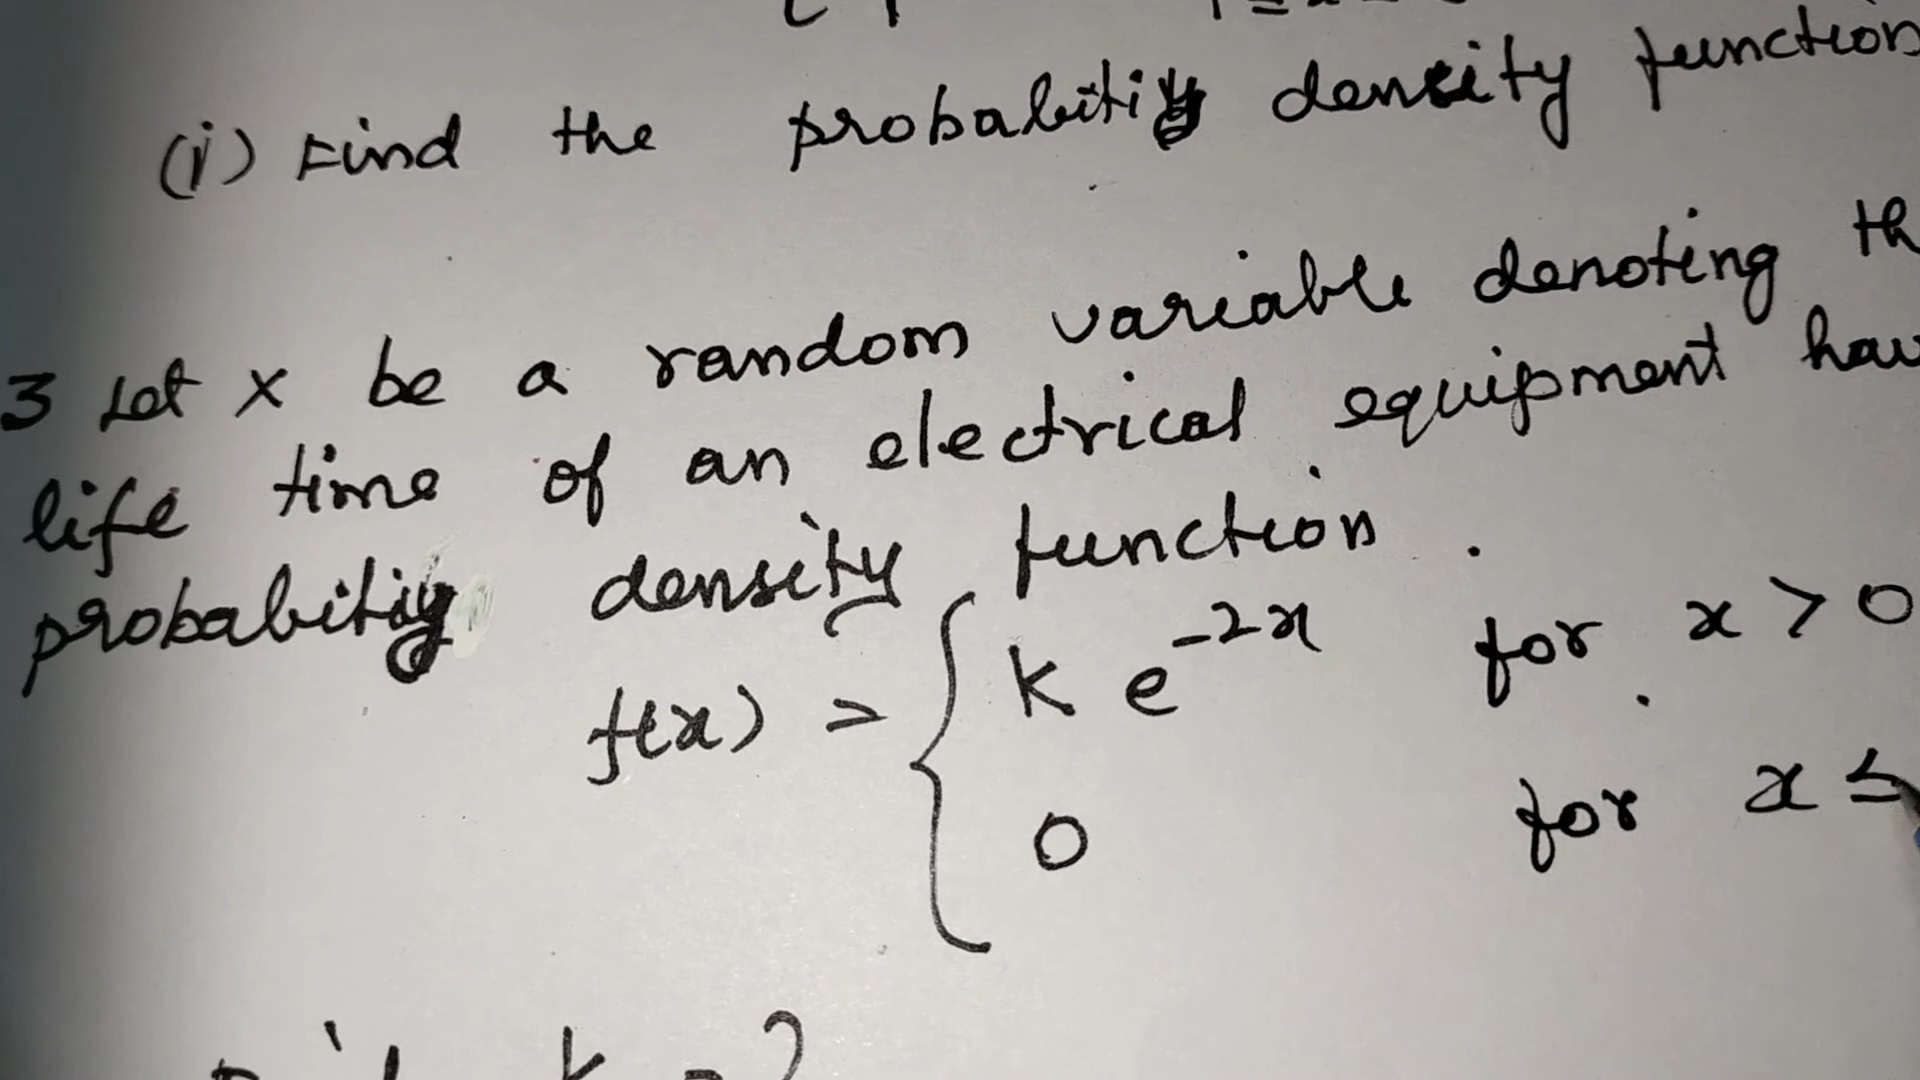 (i) Find the probability density function
3 Let x be a random variable denoting th
life time of an electrical equipment hav
probability density function.
f(x) = { k e^-2x for x > 0
0 for x ≤
k = ?